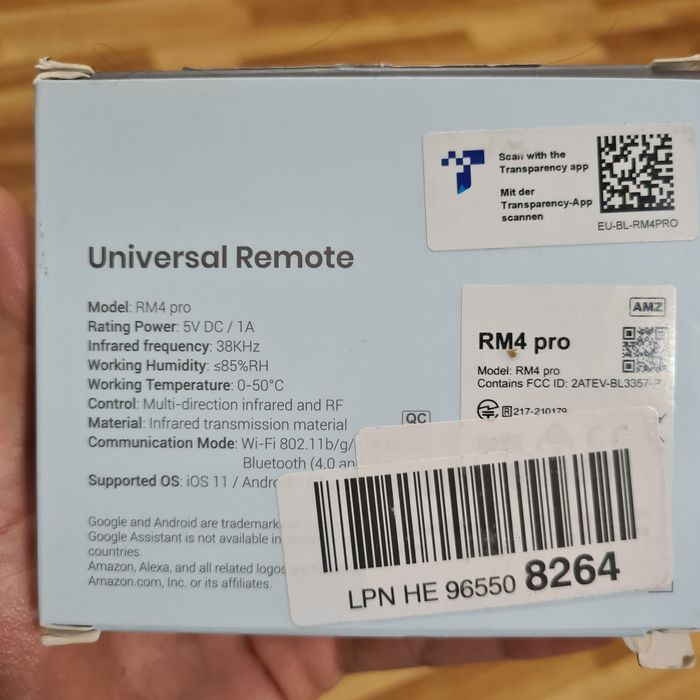 Scan with the
Transparency app
Mit der
Transparency-App
scannen
EU-BL-RM4PRO
Universal Remote
Model: RM4 pro
Rating Power: 5V DC / 1A
Infrared frequency: 38KHz
Working Humidity: ≤85%RH
Working Temperature: 0-50°C
Control: Multi-direction infrared and RF
Material: Infrared transmission material
Communication Mode: Wi-Fi 802.11b/g/
Bluetooth (4.0
Supported OS: iOS 11 /
Google and Android are
Google Assistant is not available in
countries.
Amazon, Alexa, and all related logos
Amazon.com, Inc. or its affiliates.
QC
AMZ
RM4 pro
Model: RM4 pro
Contains FCC ID: 2ATEV-BL3357-P
R 217-210179
LPN HE 96550 8264